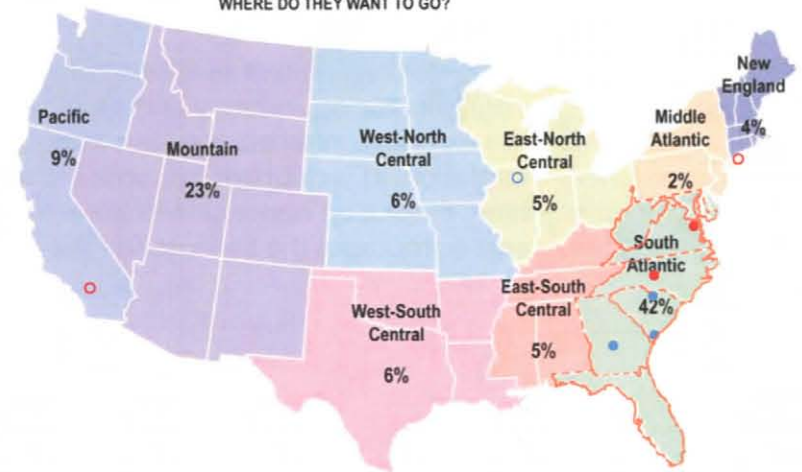 WHERE DO THEY WANT TO GO?
New
England
4%
Pacific
9%
Mountain
23%
West-North
Central
6%
East-North
Central
5%
Middle
Atlantic
2%
South
Atlantic
42%
West-South
Central
6%
East-South
Central
5%